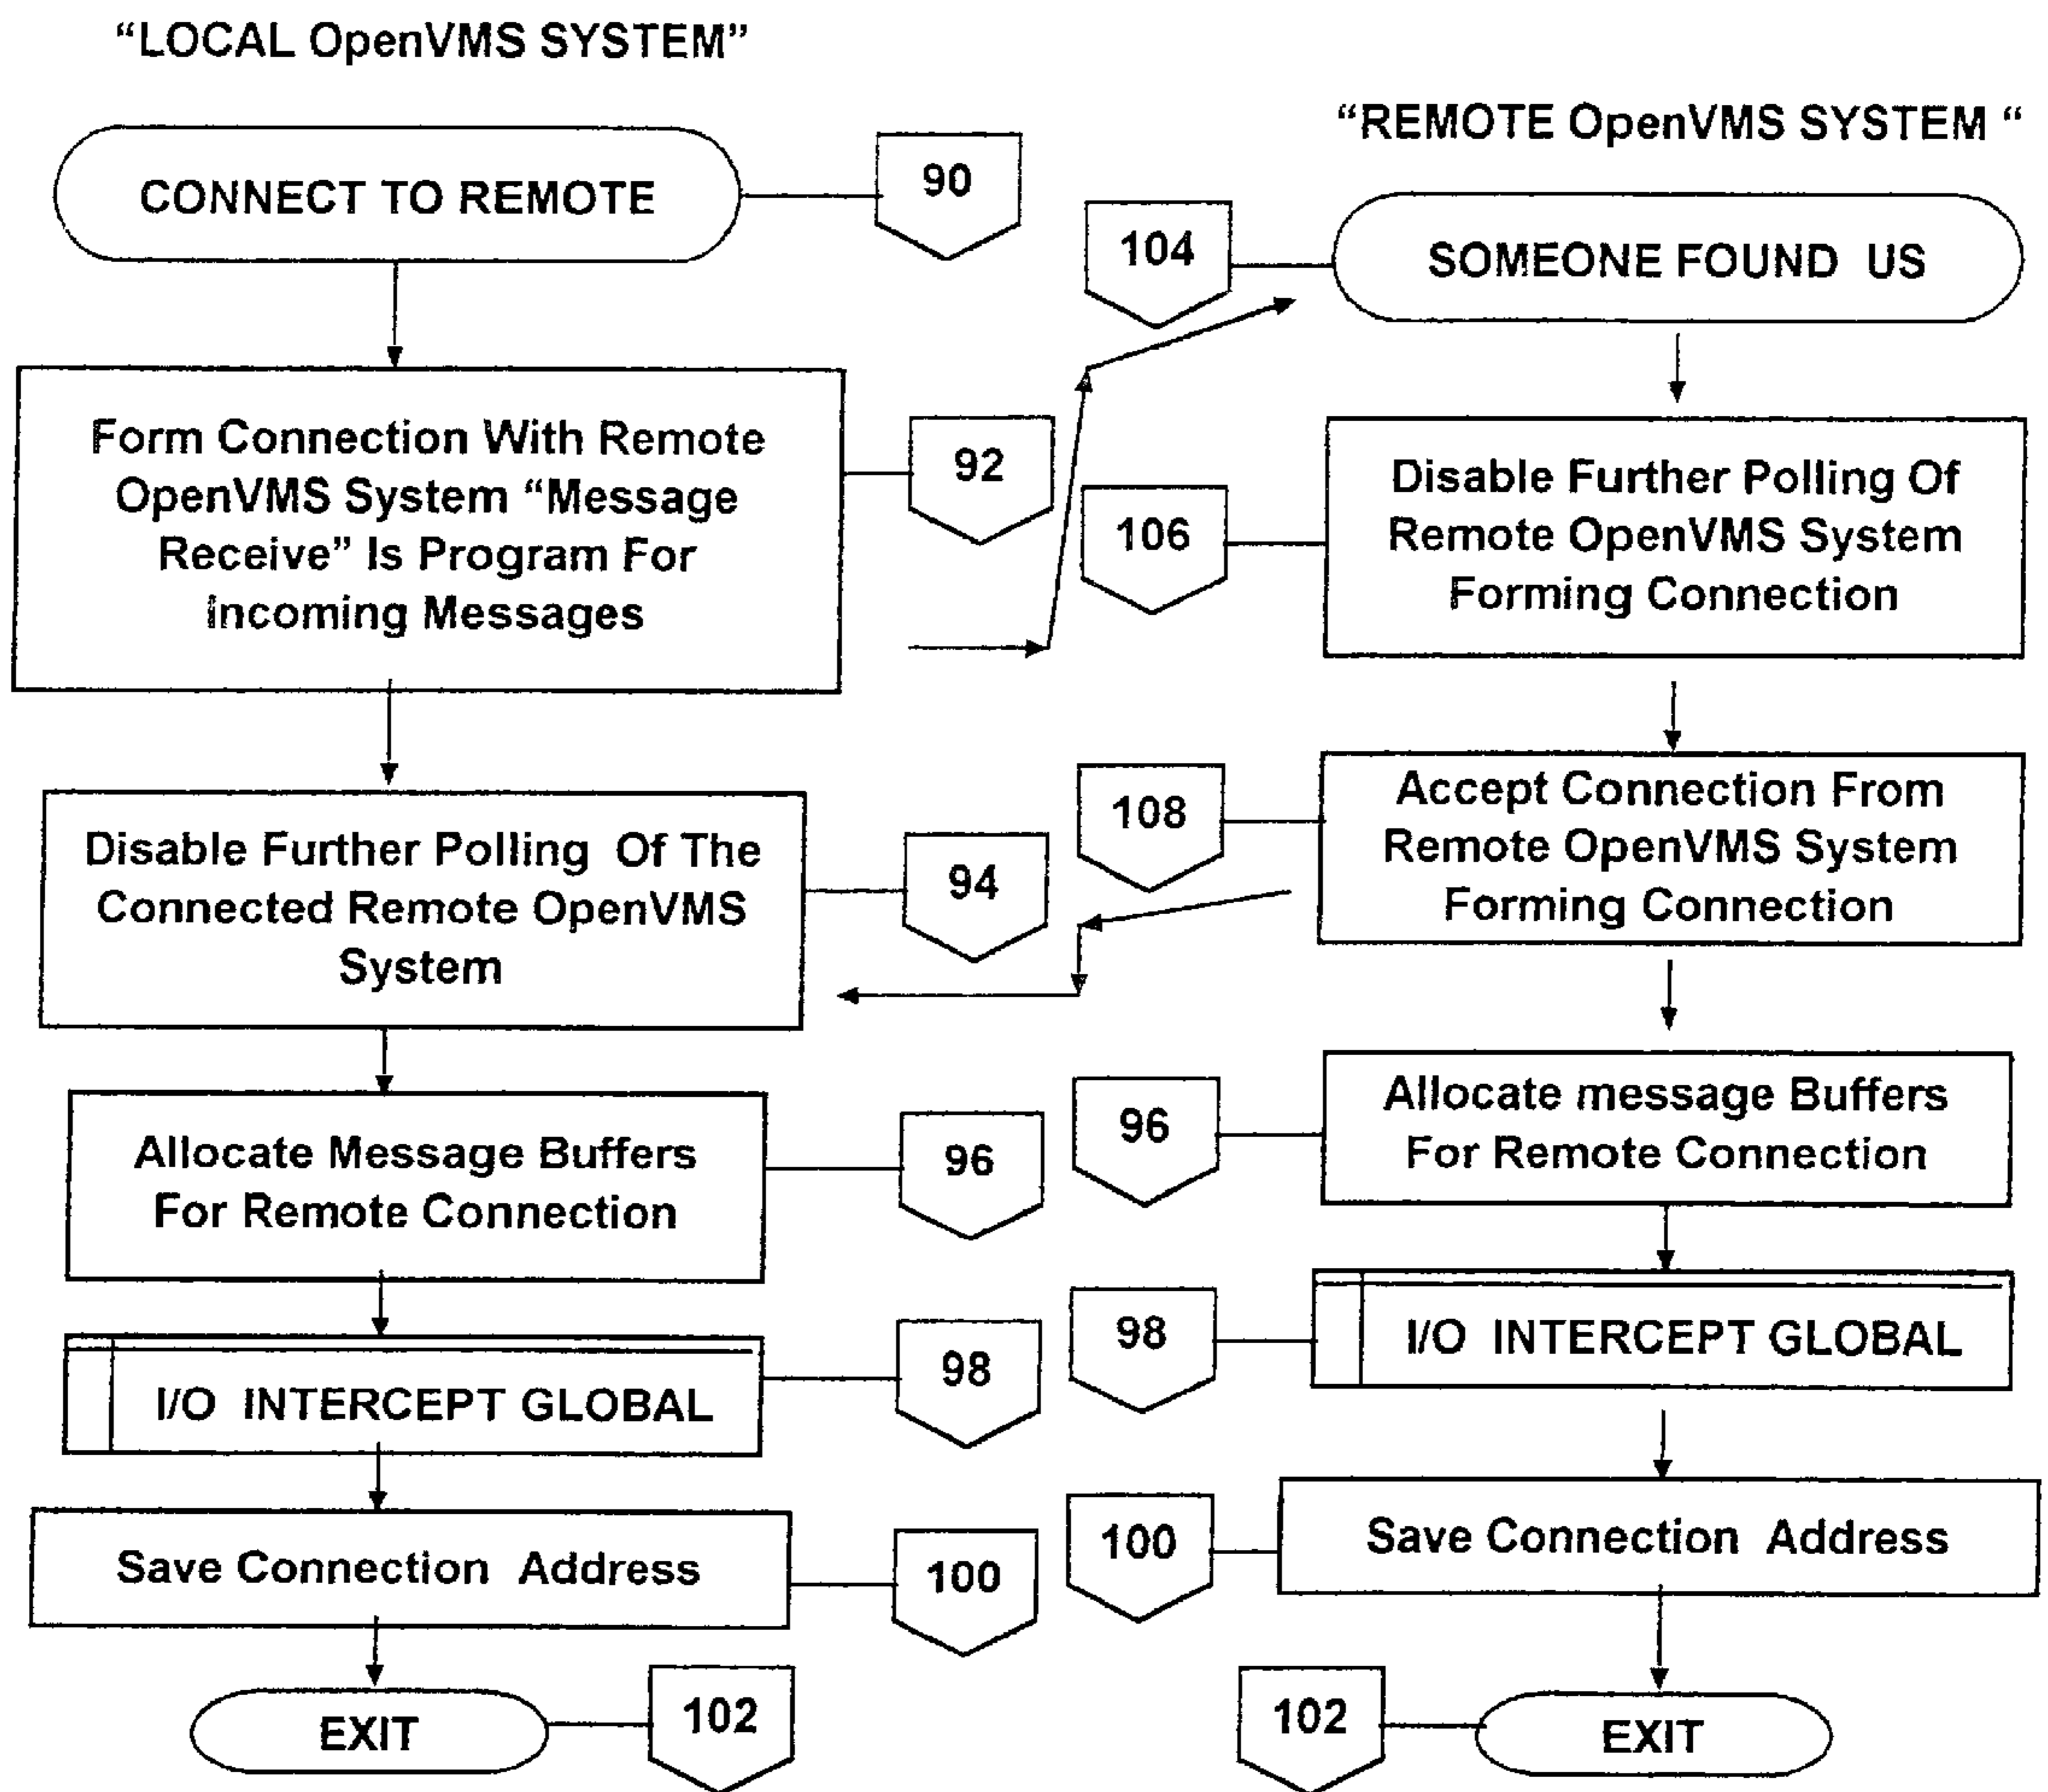 “LOCAL OpenVMS SYSTEM”
CONNECT TO REMOTE
90
Form Connection With Remote
OpenVMS System “Message
Receive” Is Program For
Incoming Messages
92
Disable Further Polling Of The
Connected Remote OpenVMS
System
94
Allocate Message Buffers
For Remote Connection
96
I/O INTERCEPT GLOBAL
98
Save Connection Address
100
EXIT
102
“REMOTE OpenVMS SYSTEM “
104
SOMEONE FOUND US
106
Disable Further Polling Of
Remote OpenVMS System
Forming Connection
108
Accept Connection From
Remote OpenVMS System
Forming Connection
96
Allocate message Buffers
For Remote Connection
98
I/O INTERCEPT GLOBAL
100
Save Connection Address
102
EXIT